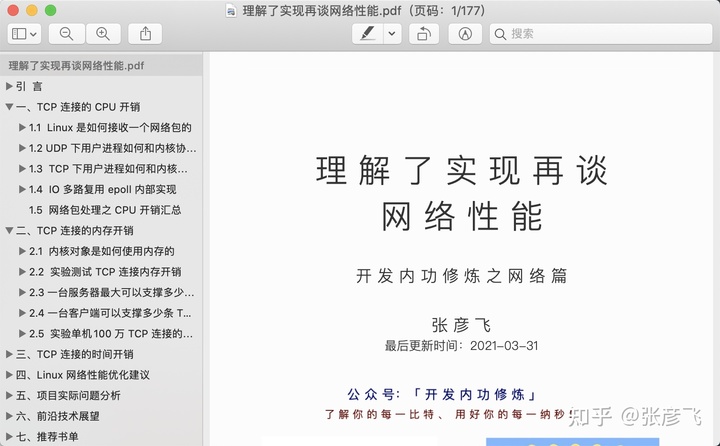 理解了实现再谈网络性能.pdf（页码：1/177）
搜索
理解了实现再谈网络性能.pdf
引 言
一、TCP 连接的 CPU 开销
1.1 Linux 是如何接收一个网络包的
1.2 UDP 下用户进程如何和内核协…
1.3 TCP 下用户进程如何和内核…
1.4 IO 多路复用 epoll 内部实现
1.5 网络包处理之 CPU 开销汇总
二、TCP 连接的内存开销
2.1 内核对象是如何使用内存的
2.2 实验测试 TCP 连接内存开销
2.3 一台服务器最大可以支撑多少…
2.4 一台客户端可以支撑多少条 T…
2.5 实验单机100 万 TCP 连接的…
三、TCP 连接的时间开销
四、Linux 网络性能优化建议
五、项目实际问题分析
六、前沿技术展望
七、推荐书单
理解了实现再谈
网络性能
开发内功修炼之网络篇
张彦飞
最后更新时间：2021-03-31
公众号：「开发内功修炼」
了解你的每一比特、用好你的每一纳秒！
知乎 @张彦飞